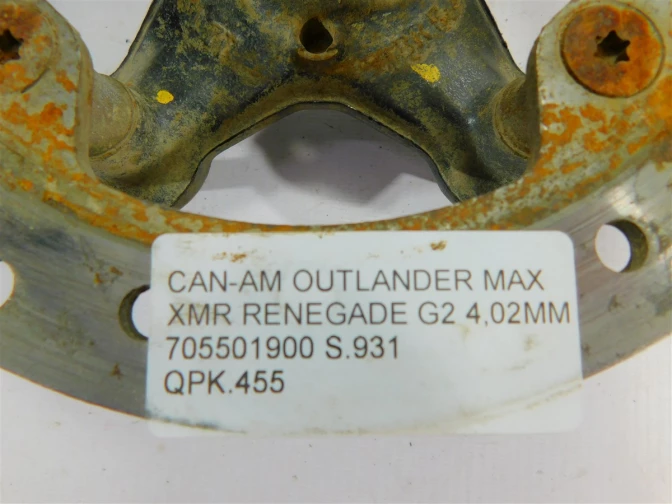 CAN-AM OUTLANDER MAX
XMR RENEGADE G2 4,02MM
705501900 S.931
QPK.455